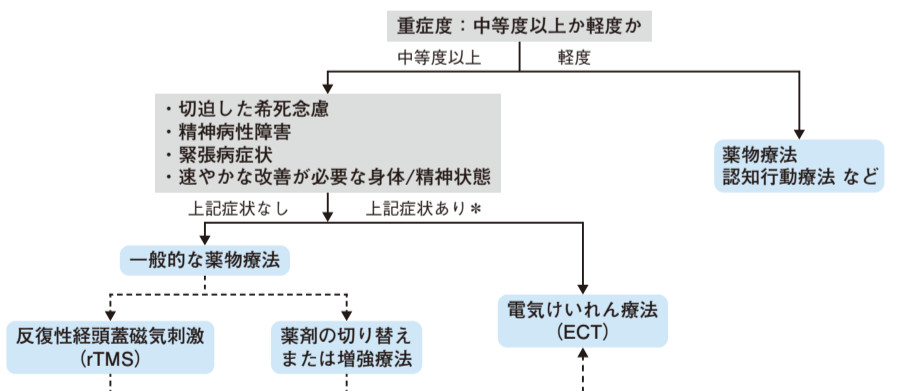 重症度：中等度以上か軽度か
中等度以上
軽度
・切迫した希死念慮
・精神病性障害
・緊張病症状
・速やかな改善が必要な身体/精神状態
薬物療法
認知行動療法 など
上記症状なし
上記症状あり＊
一般的な薬物療法
電気けいれん療法
（ECT）
反復性経頭蓋磁気刺激
（rTMS）
薬剤の切り替え
または増強療法